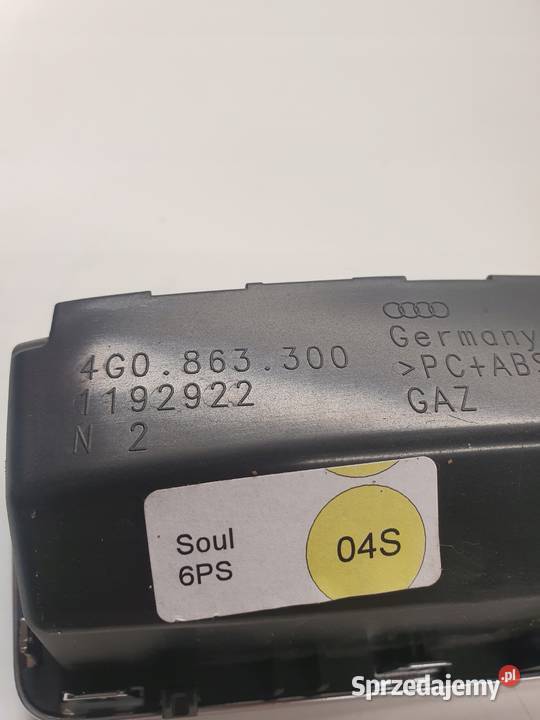 4G0.863.300
1192922
N 2
Germany
>PC+ABS
GAZ
Soul
6PS
04S
Sprzedajemy.pl